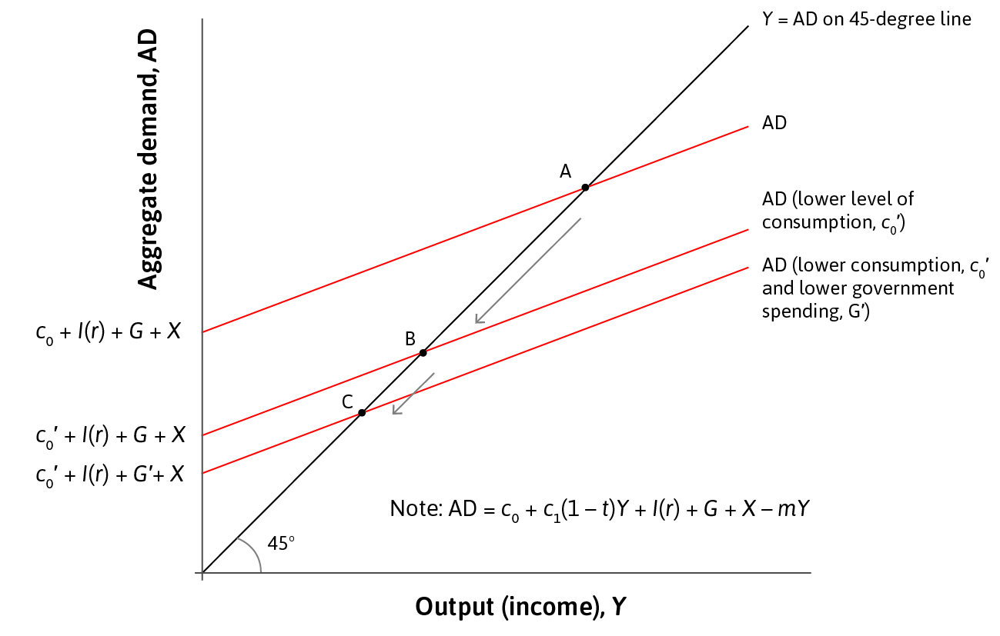 Aggregate demand, AD
Y = AD on 45-degree line
AD
A
AD (lower level of
consumption, c₀′)
AD (lower consumption, c₀′
and lower government
spending, G′)
c₀ + I(r) + G + X
B
C
c₀′ + I(r) + G + X
c₀′ + I(r) + G′+ X
Note: AD = c₀ + c₁(1 – t)Y + I(r) + G + X – mY
45°
Output (income), Y